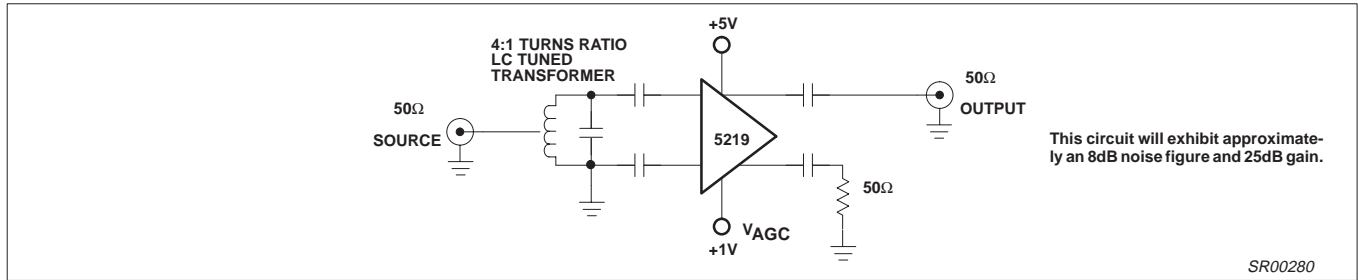 +5V
4:1 TURNS RATIO
LC TUNED
TRANSFORMER
50Ω
SOURCE
5219
50Ω
OUTPUT
This circuit will exhibit approximate-
ly an 8dB noise figure and 25dB gain.
50Ω
VAGC
+1V
SR00280